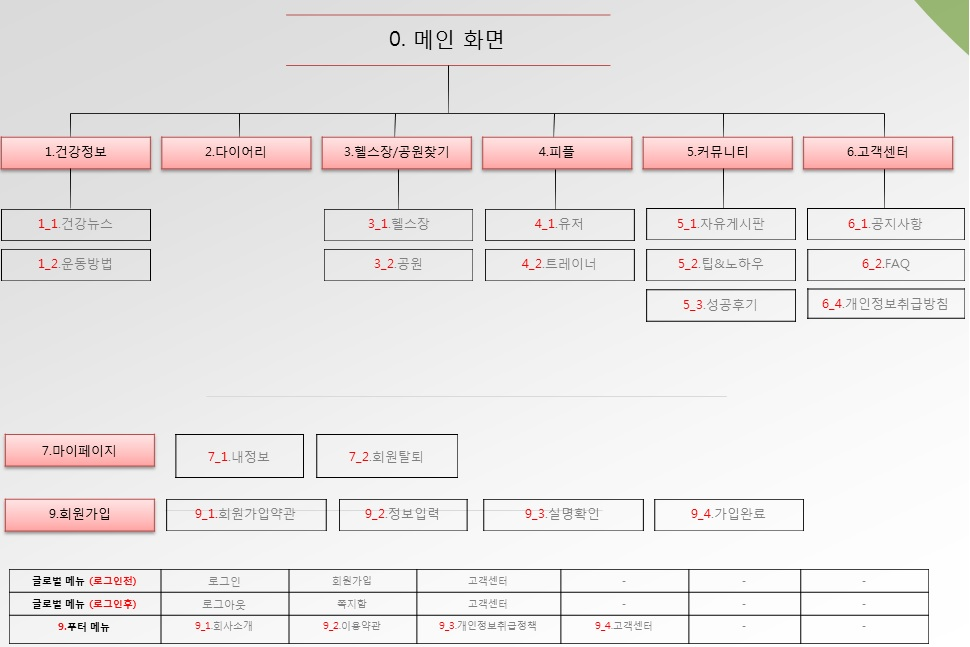 0. 메인 화면
1.건강정보
2.다이어리
3.헬스장/공원찾기
4.피플
5.커뮤니티
6.고객센터
1_1.건강뉴스
3_1.헬스장
4_1.유저
5_1.자유게시판
6_1.공지사항
1_2.운동방법
3_2.공원
4_2.트레이너
5_2.팁&노하우
6_2.FAQ
5_3.성공후기
6_4.개인정보취급방침
7.마이페이지
7_1.내정보
7_2.회원탈퇴
9.회원가입
9_1.회원가입약관
9_2.정보입력
9_3.실명확인
9_4.가입완료
글로벌 메뉴 (로그인전) 로그인 회원가입 고객센터 - - -
글로벌 메뉴 (로그인후) 로그아웃 쪽지함 고객센터 - - -
9.푸터 메뉴 9_1.회사소개 9_2.이용약관 9_3.개인정보취급정책 9_4.고객센터 - -